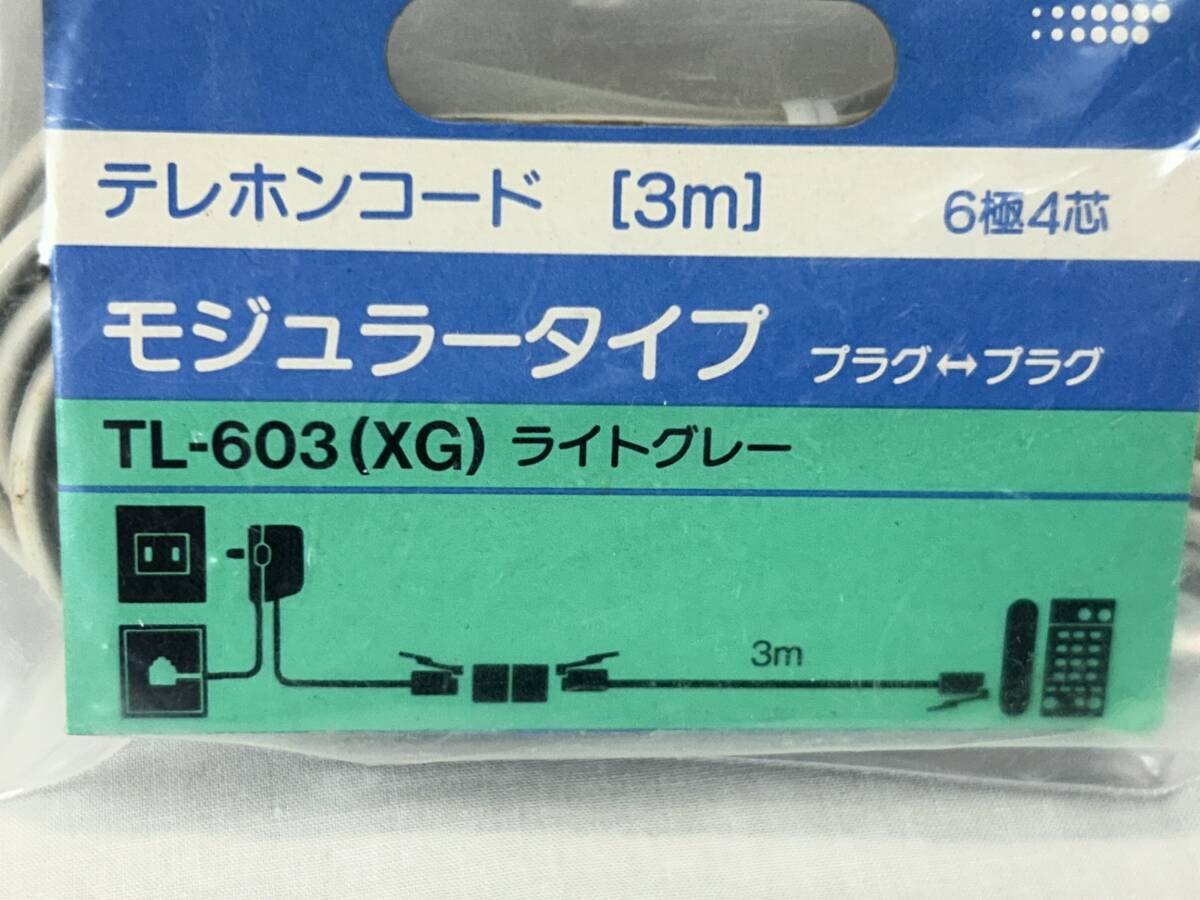 テレホンコード [3m] 6極4芯
モジュラータイプ プラグ↔プラグ
TL-603(XG) ライトグレー
3m